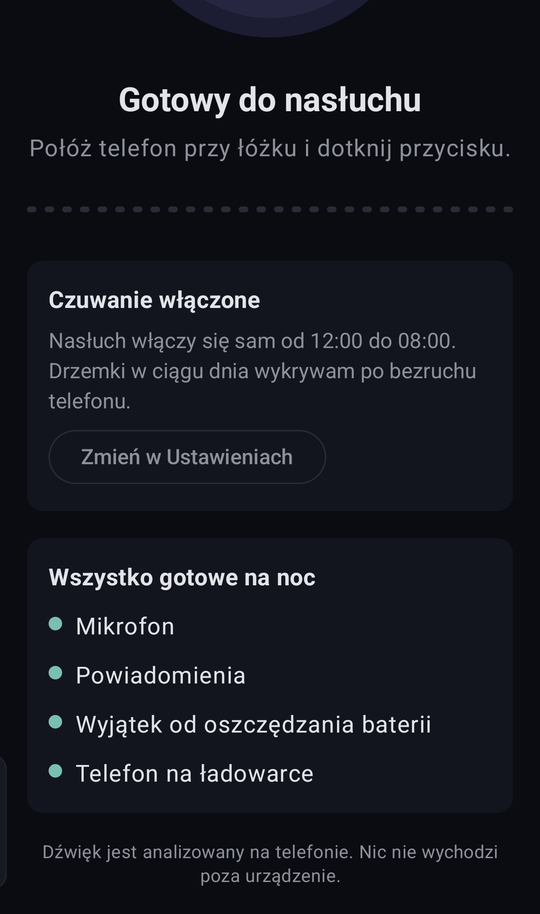 Gotowy do nasłuchu
Połóż telefon przy łóżku i dotknij przycisku.
Czuwanie włączone
Nasłuch włączy się sam od 12:00 do 08:00.
Drzemki w ciągu dnia wykrywam po bezruchu
telefonu.
Zmień w Ustawieniach
Wszystko gotowe na noc
Mikrofon
Powiadomienia
Wyjątek od oszczędzania baterii
Telefon na ładowarce
Dźwięk jest analizowany na telefonie. Nic nie wychodzi
poza urządzenie.